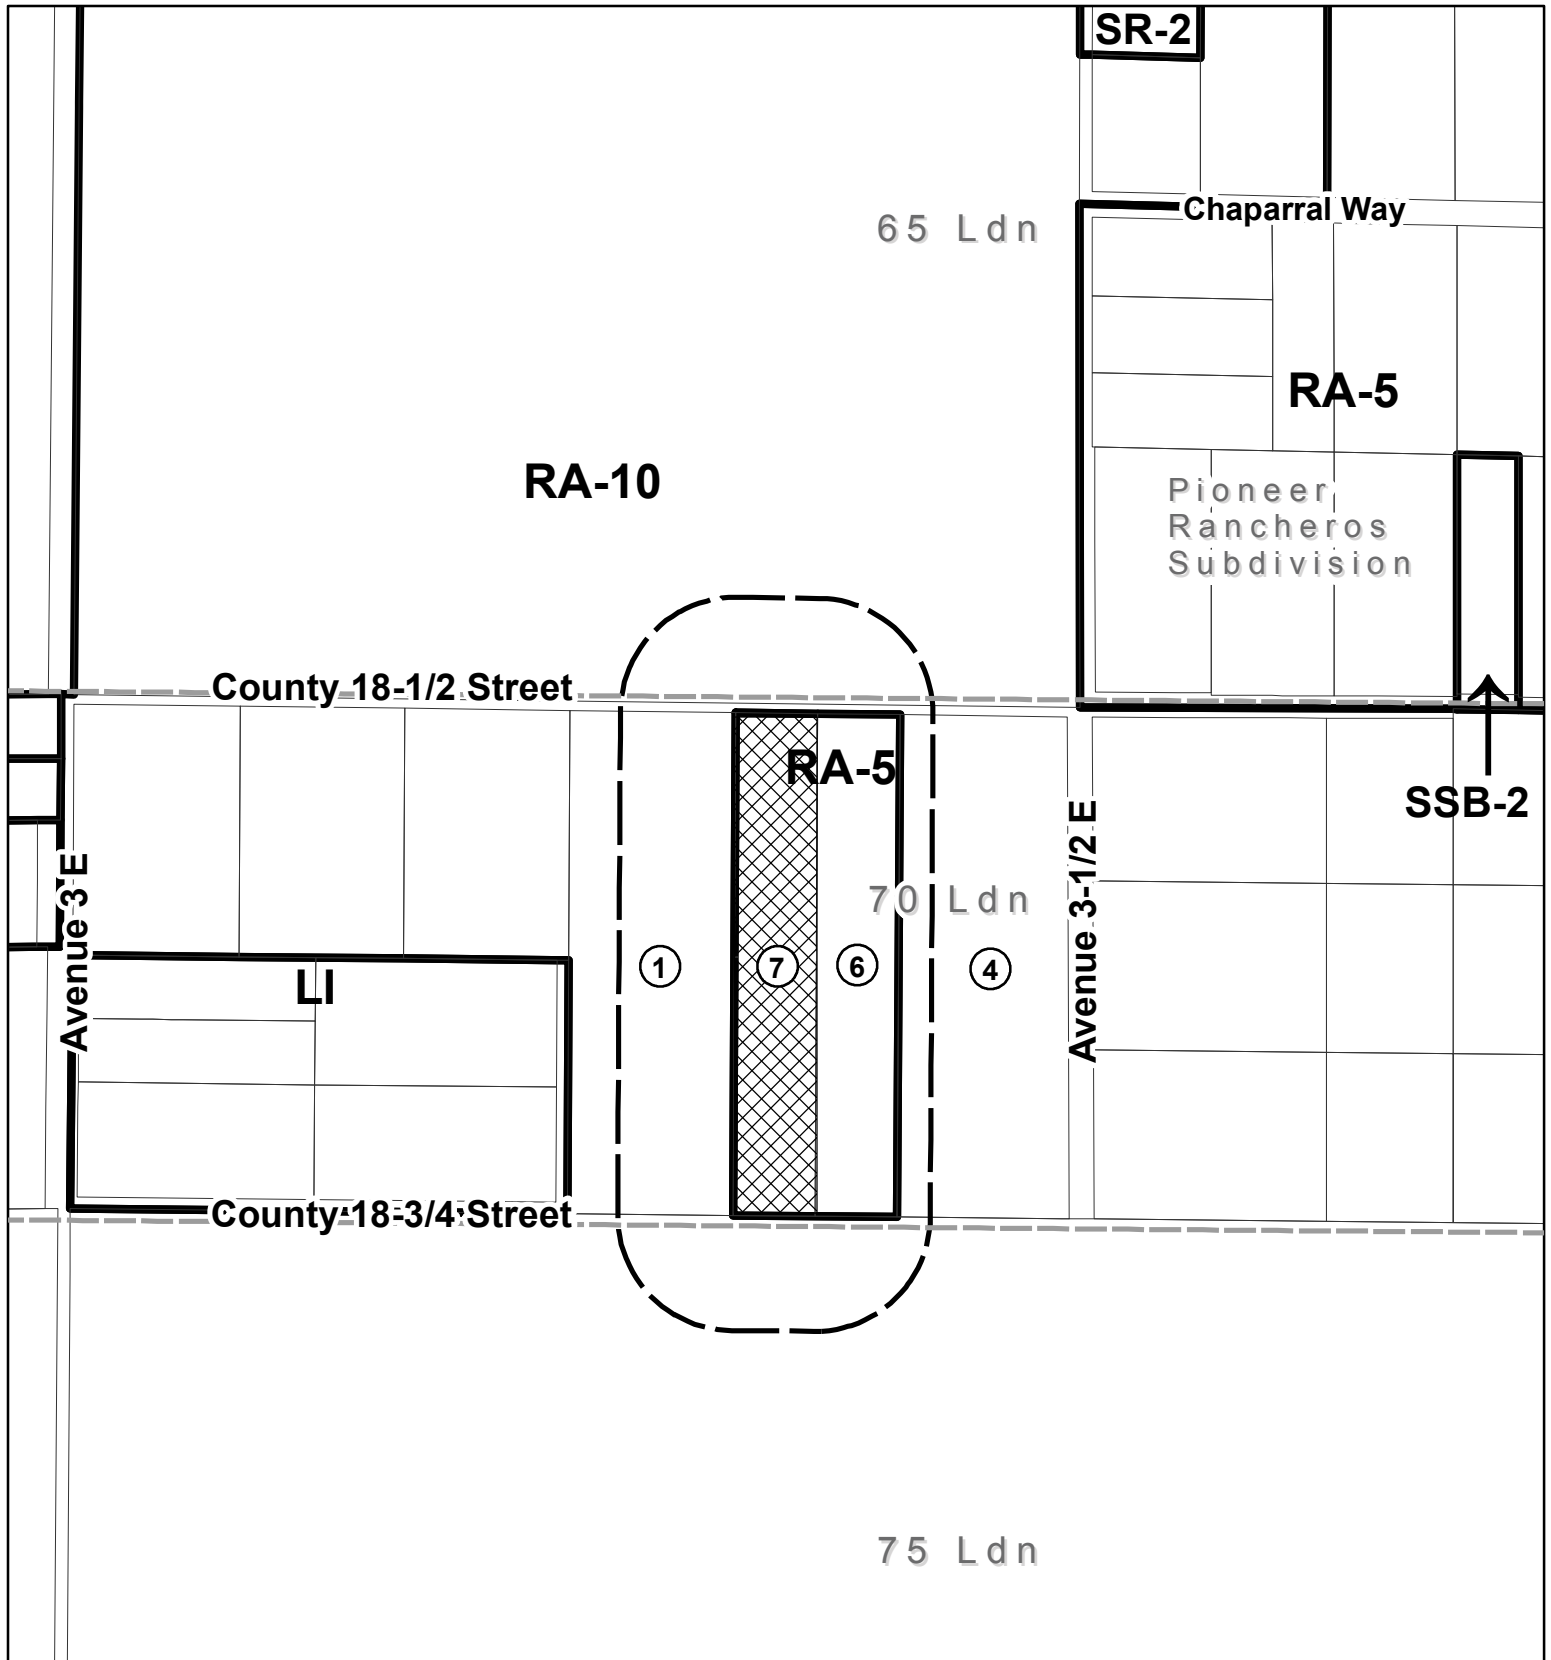 SR-2
Chaparral Way
65 Ldn
RA-5
RA-10
Pioneer
Rancheros
Subdivision
County 18-1/2 Street
RA-5
SSB-2
Avenue 3 E
Avenue 3-1/2 E
70 Ldn
1
7
6
4
LI
County 18-3/4 Street
75 Ldn